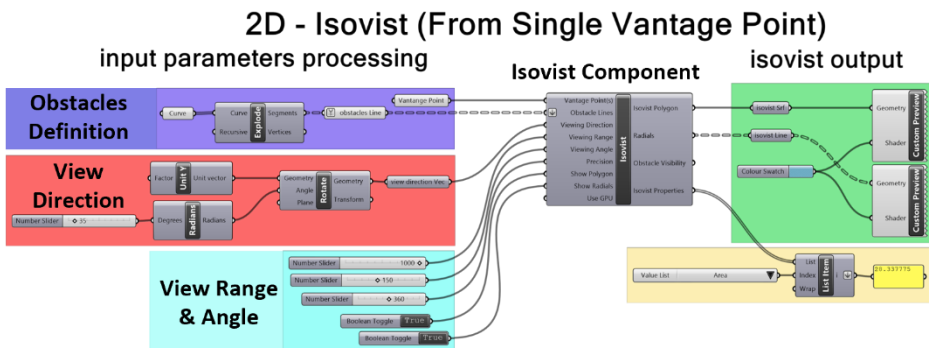 2D - Isovist (From Single Vantage Point)
input parameters processing
isovist output
Isovist Component
Obstacles
Definition
Curve
Curve
Recursive
Explode
Segments
Vertices
obstacles Line
Vantange Point
View
Direction
Factor
Unit Y
Unit vector
Number Slider
35
Degrees
Radiant
Radians
Geometry
Angle
Plane
Rotate
Geometry
Transform
view direction Vec
View Range
& Angle
Number Slider
1000
Number Slider
150
Number Slider
360
Boolean Toggle
True
Boolean Toggle
True
Vantage Point(s)
Obstacle Lines
Viewing Direction
Viewing Range
Viewing Angle
Precision
Show Polygon
Show Radials
Use GPU
Isovist
Isovist Polygon
Radials
Obstacle Visibility
Isovist Properties
isovist Srf
isovist Line
Colour Swatch
Geometry
Shader
Custom Preview
Geometry
Shader
Custom Preview
Value List
Area
List
Index
Wrap
List Item
i
20.337775